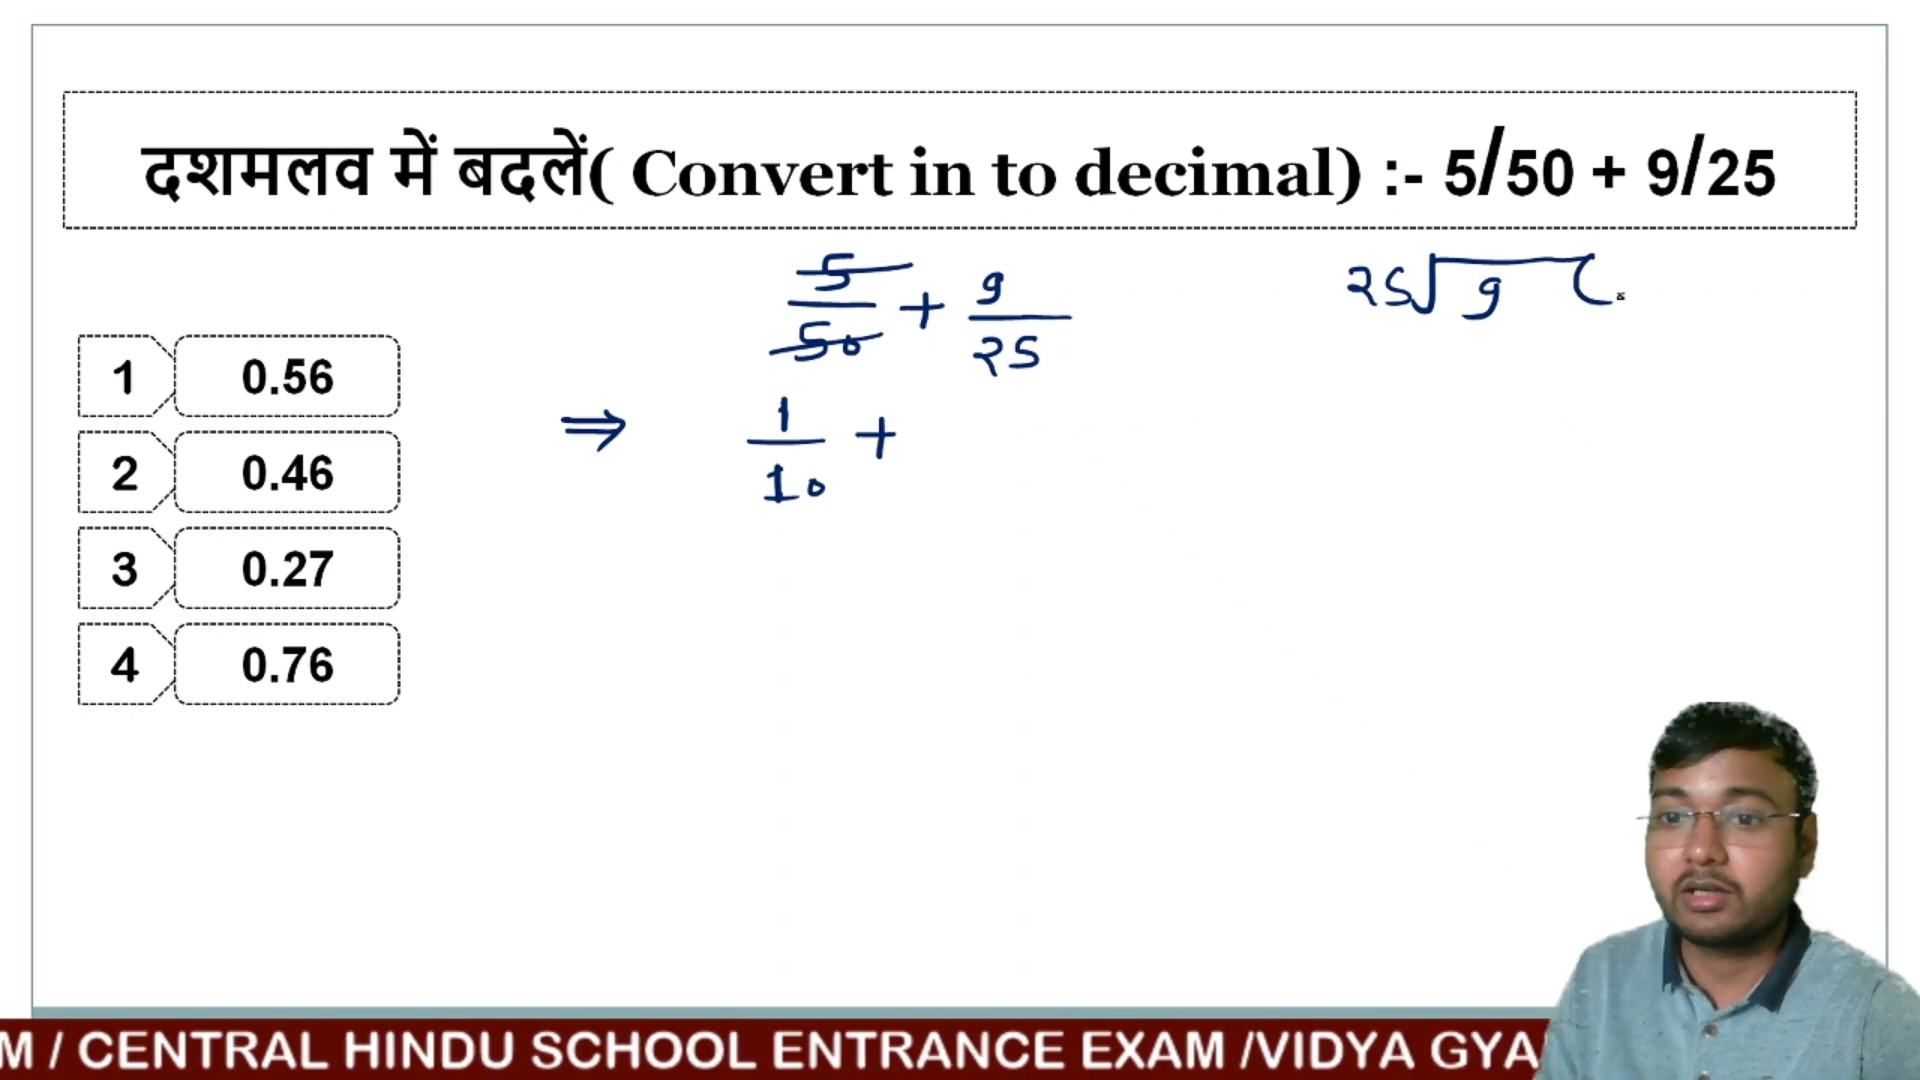 दशमलव में बदलें( Convert in to decimal) :- 5/50 + 9/25
5/50 + 9/25
25√9 (
1 0.56
⇒ 1/10 +
2 0.46
3 0.27
4 0.76
M / CENTRAL HINDU SCHOOL ENTRANCE EXAM /VIDYA GYA